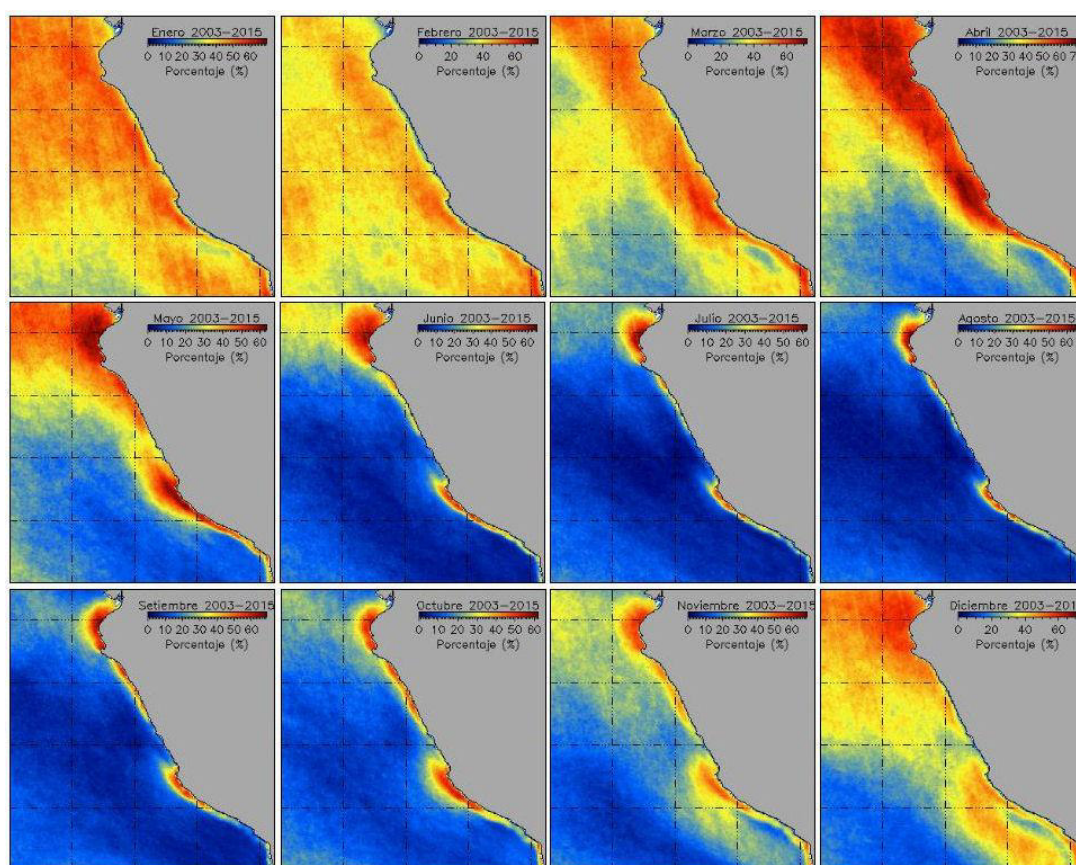 Enero 2003-2015
0 10 20 30 40 50 60
Porcentaje (%)
Febrero 2003-2015
0 20 40 60
Porcentaje (%)
Marzo 2003-2015
0 20 40 60
Porcentaje (%)
Abril 2003-2015
0 10 20 30 40 50 60 7
Porcentaje (%)
Mayo 2003-2015
0 10 20 30 40 50 60
Porcentaje (%)
Junio 2003-2015
0 10 20 30 40 50 60
Porcentaje (%)
Julio 2003-2015
0 10 20 30 40 50 60
Porcentaje (%)
Agosto 2003-2015
0 10 20 30 40 50 60
Porcentaje (%)
Setiembre 2003-2015
0 10 20 30 40 50 60
Porcentaje (%)
Octubre 2003-2015
0 10 20 30 40 50 60
Porcentaje (%)
Noviembre 2003-2015
0 10 20 30 40 50 60
Porcentaje (%)
Diciembre 2003-201
0 20 40 60
Porcentaje (%)